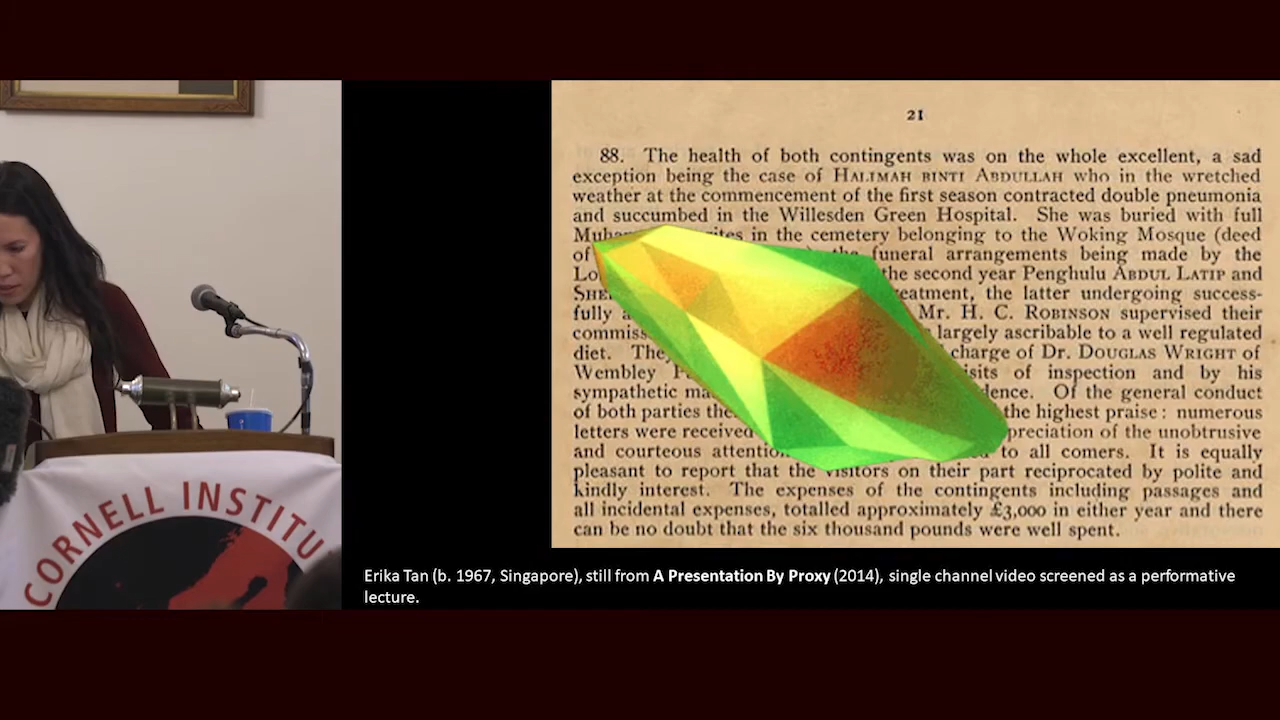 21
88. The health of both contingents was on the whole excellent, a sad
exception being the case of HALIMAH BINTI ABDULLAH who in the wretched
weather at the commencement of the first season contracted double pneumonia
and succumbed in the Willesden Green Hospital. She was buried with full
rites in the cemetery belonging to the Woking Mosque (deed
of the funeral arrangements being made by the
the second year Penghulu ABDUL LATIP and
the latter undergoing success-
fully Mr. H. C. ROBINSON supervised their
largely ascribable to a well regulated
diet. They charge of Dr. DOUGLAS WRIGHT of
Wembley of inspection and by his
sympathetic Of the general conduct
of both parties the highest praise: numerous
letters were received of the unobtrusive
and courteous to all comers. It is equally
pleasant to report that the visitors on their part reciprocated by polite and
kindly interest. The expenses of the contingents including passages and
all incidental expenses, totalled approximately £3,000 in either year and there
can be no doubt that the six thousand pounds were well spent.
Erika Tan (b. 1967, Singapore), still from A Presentation By Proxy (2014), single channel video screened as a performative
lecture.
CORNELL INSTITU